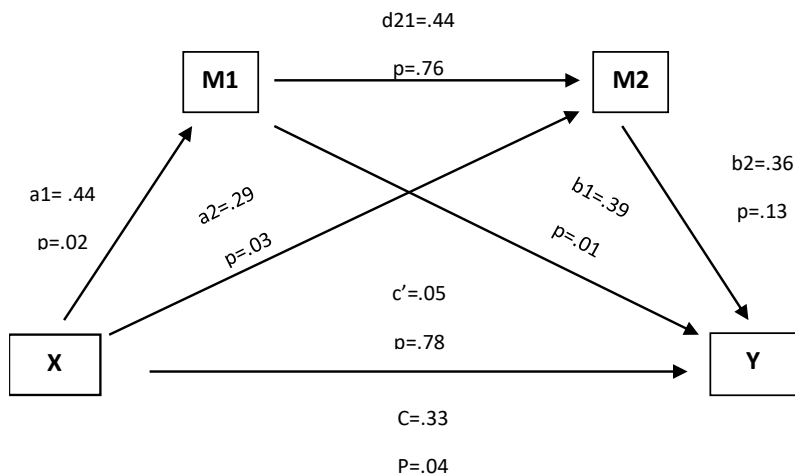 d21=.44
p=.76
M1
M2
a1= .44
p=.02
a2=.29
p=.03
b1=.39
p=.01
b2=.36
p=.13
c’=.05
p=.78
X
Y
C=.33
P=.04